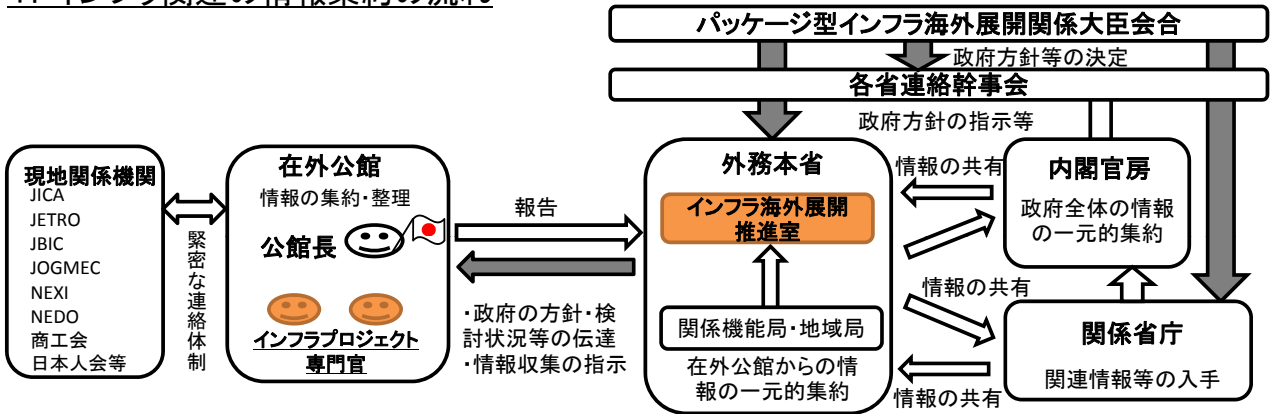 パッケージ型インフラ海外展開関係大臣会合
政府方針等の決定
各省連絡幹事会
政府方針の指示等
現地関係機関
JICA
JETRO
JBIC
JOGMEC
NEXI
NEDO
商工会
日本人会等
緊密な連絡体制
在外公館
情報の集約・整理
公館長
インフラプロジェクト
専門官
報告
・政府の方針・検
討状況等の伝達
・情報収集の指示
外務本省
インフラ海外展開
推進室
関係機能局・地域局
在外公館からの情
報の一元的集約
情報の共有
情報の共有
情報の共有
内閣官房
政府全体の情報
の一元的集約
関係省庁
関連情報等の入手